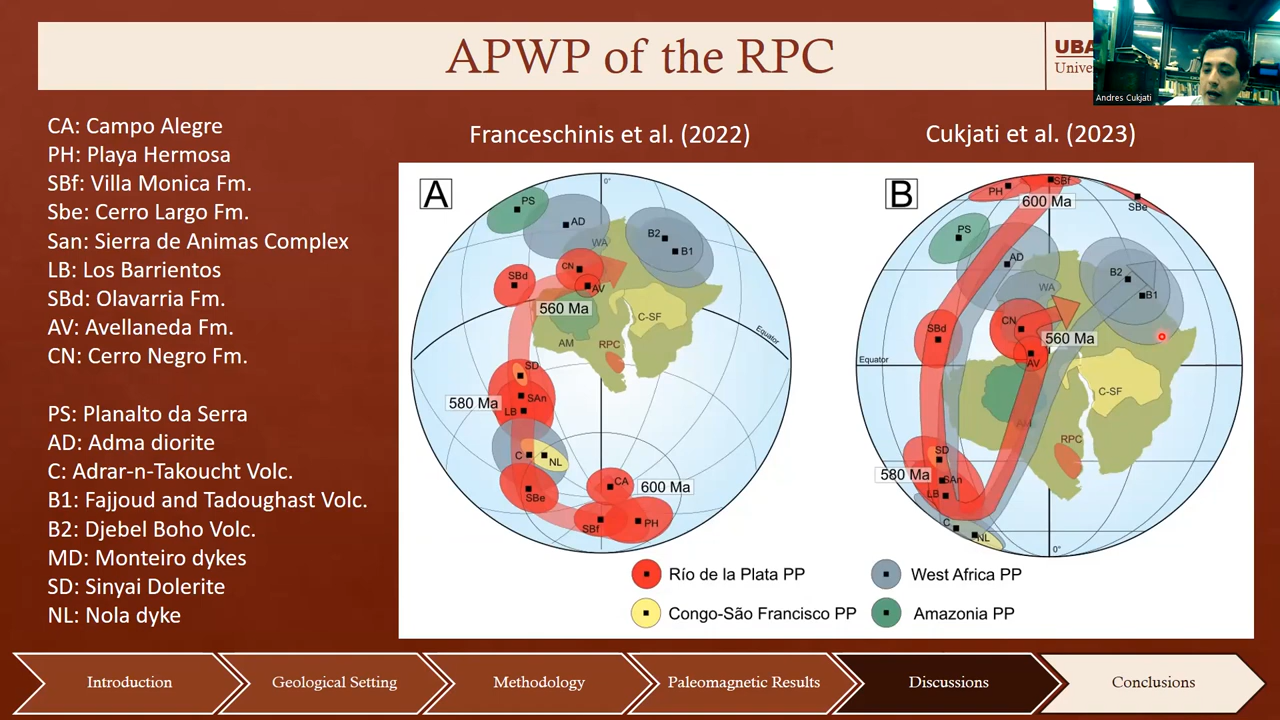 APWP of the RPC
UBA
Unive
Andres Cukjati
CA: Campo Alegre
PH: Playa Hermosa
SBf: Villa Monica Fm.
Sbe: Cerro Largo Fm.
San: Sierra de Animas Complex
LB: Los Barrientos
SBd: Olavarria Fm.
AV: Avellaneda Fm.
CN: Cerro Negro Fm.
PS: Planalto da Serra
AD: Adma diorite
C: Adrar-n-Takoucht Volc.
B1: Fajjoud and Tadoughast Volc.
B2: Djebel Boho Volc.
MD: Monteiro dykes
SD: Sinyai Dolerite
NL: Nola dyke
Franceschinis et al. (2022)
A
0°
PS
AD
WA
B2
B1
CN
SBd
AV
560 Ma
C-SF
Equator
AM
RPC
SD
580 Ma
SAn
LB
C
NL
SBe
CA
600 Ma
SBf
PH
Cukjati et al. (2023)
B
PH
SBf
600 Ma
SBe
PS
AD
B2
WA
B1
CN
SBd
560 Ma
Equator
AV
C-SF
AM
RPC
SD
580 Ma
SAn
LB
C
NL
0°
Río de la Plata PP
West Africa PP
Congo-São Francisco PP
Amazonia PP
Introduction
Geological Setting
Methodology
Paleomagnetic Results
Discussions
Conclusions